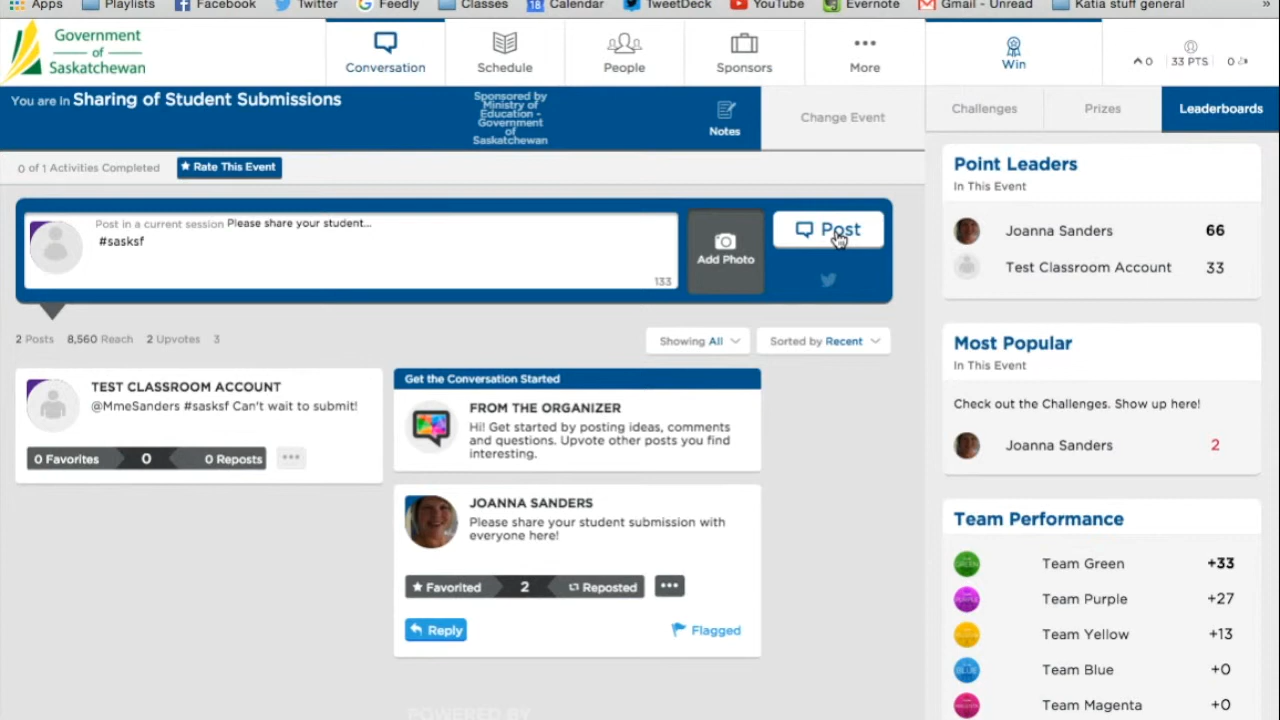 Apps Playlists Facebook Twitter Feedly Classes 18 Calendar TweetDeck YouTube Evernote Gmail - Unread Katia stuff general »
Government
of
Saskatchewan
Conversation
Schedule
People
Sponsors
More
Win
0 33 PTS 0
You are in Sharing of Student Submissions
Sponsored by
Ministry of
Education -
Government
of
Saskatchewan
Notes
Change Event
Challenges
Prizes
Leaderboards
0 of 1 Activities Completed
Rate This Event
Post in a current session Please share your student...
#sasksf
133
Add Photo
Post
2 Posts 8,560 Reach 2 Upvotes 3
Showing All
Sorted by Recent
TEST CLASSROOM ACCOUNT
@MmeSanders #sasksf Can't wait to submit!
0 Favorites 0 0 Reposts
Get the Conversation Started
FROM THE ORGANIZER
Hi! Get started by posting ideas, comments
and questions. Upvote other posts you find
interesting.
JOANNA SANDERS
Please share your student submission with
everyone here!
Favorited 2 Reposted
Reply
Flagged
POWERED BY
Point Leaders
In This Event
Joanna Sanders 66
Test Classroom Account 33
Most Popular
In This Event
Check out the Challenges. Show up here!
Joanna Sanders 2
Team Performance
Team Green +33
Team Purple +27
Team Yellow +13
Team Blue +0
Team Magenta +0